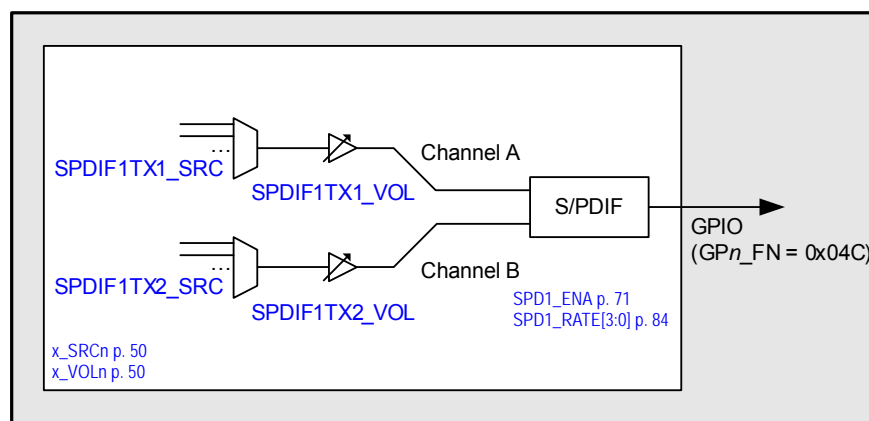 ...
SPDIF1TX1_SRC
SPDIF1TX1_VOL
Channel A
S/PDIF
GPIO
(GPn_FN = 0x04C)
...
SPDIF1TX2_SRC
SPDIF1TX2_VOL
Channel B
SPD1_ENA p. 71
SPD1_RATE[3:0] p. 84
x_SRCn p. 50
x_VOLn p. 50